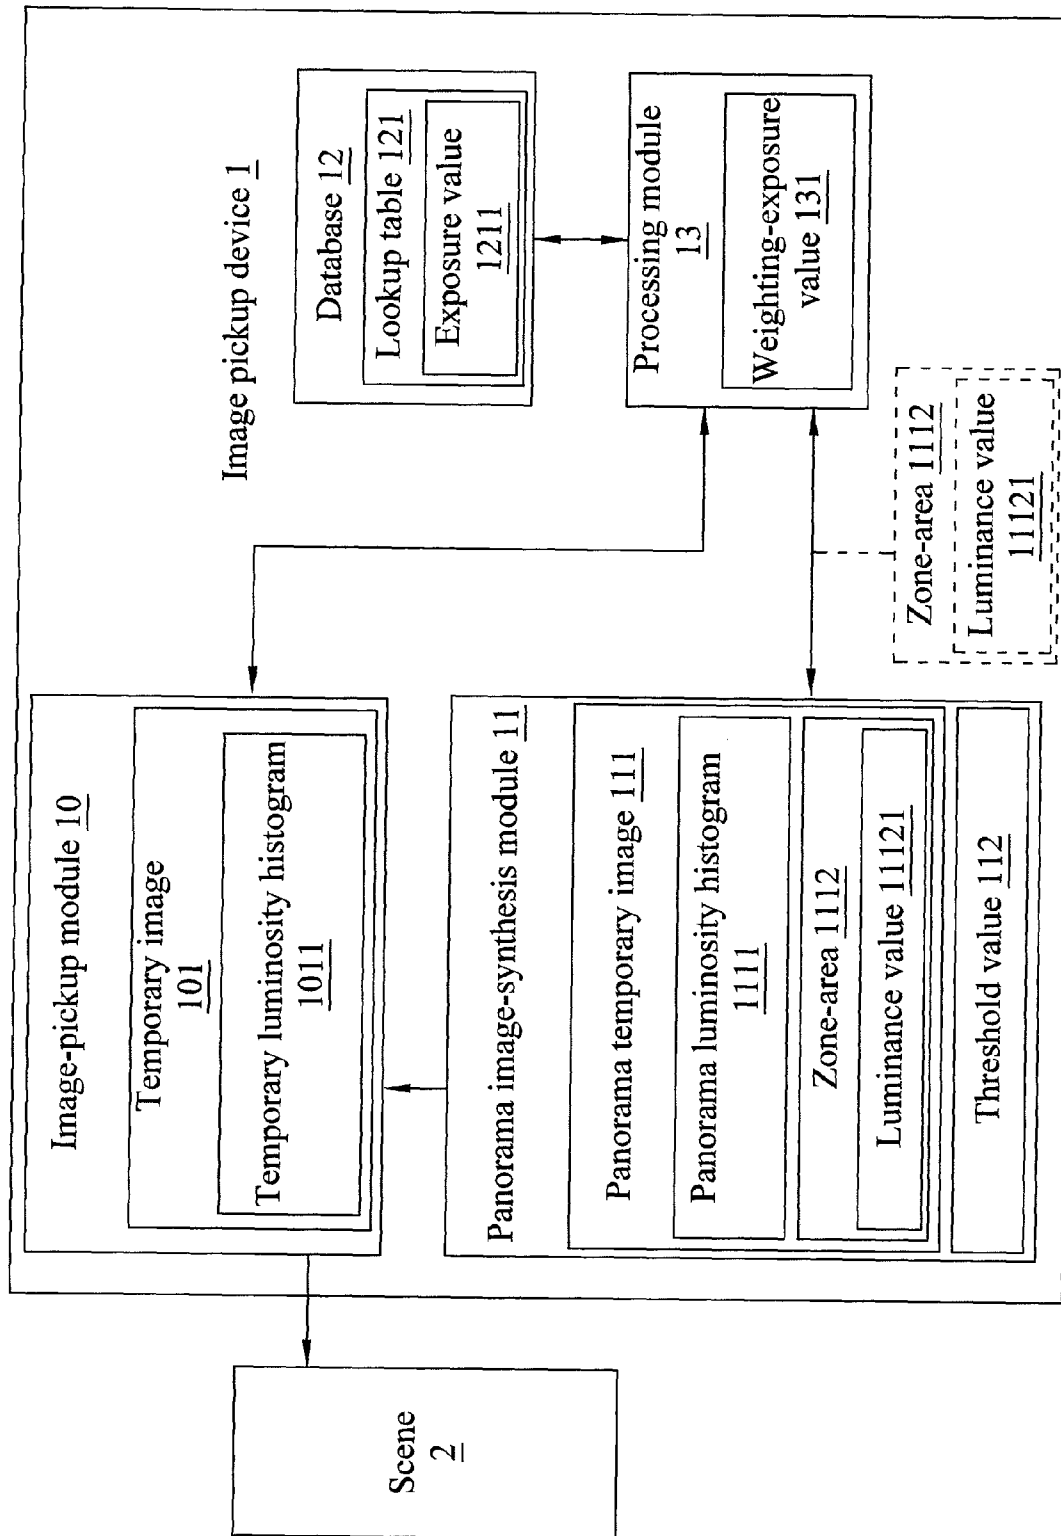 Image pickup device 1
Image-pickup module 10
Temporary image
101
Temporary luminosity histogram
1011
Database 12
Lookup table 121
Exposure value
1211
Scene
2
Panorama image-synthesis module 11
Panorama temporary image 111
Panorama luminosity histogram
1111
Zone-area 1112
Luminance value 11121
Threshold value 112
Processing module
13
Weighting-exposure
value 131
Zone-area 1112
Luminance value
11121